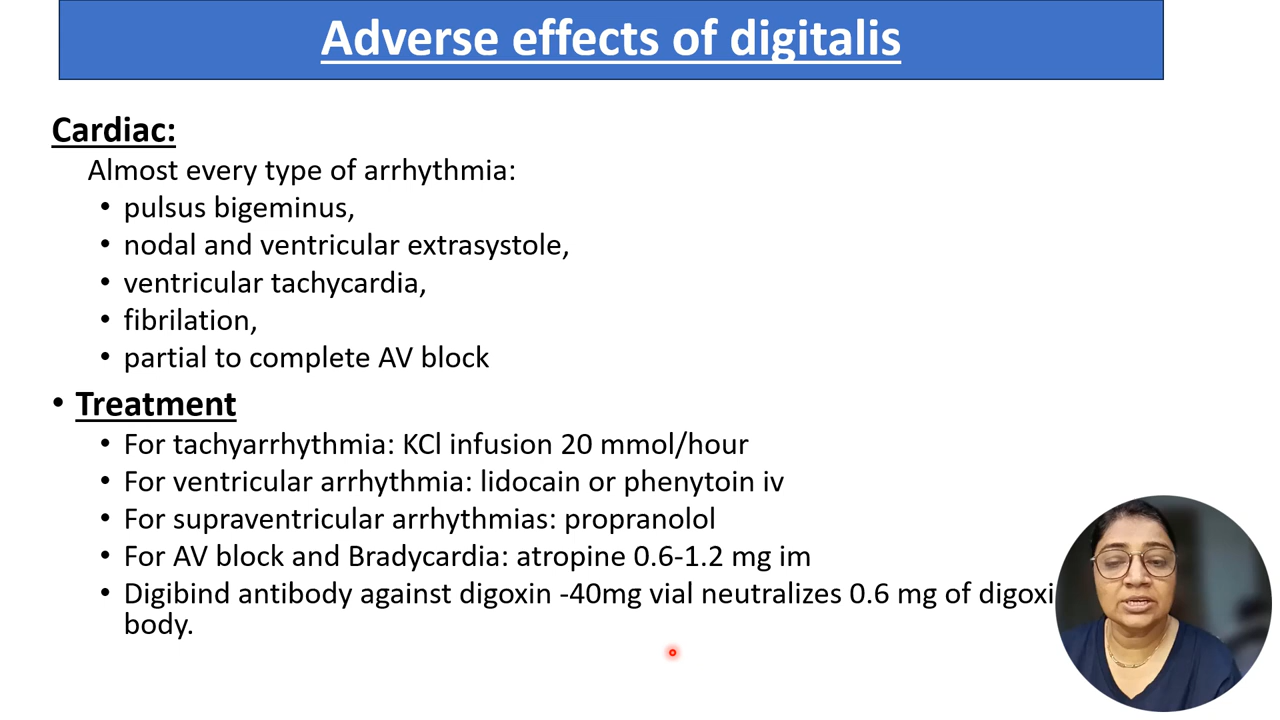 Adverse effects of digitalis
Cardiac:
Almost every type of arrhythmia:
• pulsus bigeminus,
• nodal and ventricular extrasystole,
• ventricular tachycardia,
• fibrilation,
• partial to complete AV block
• Treatment
• For tachyarrhythmia: KCl infusion 20 mmol/hour
• For ventricular arrhythmia: lidocain or phenytoin iv
• For supraventricular arrhythmias: propranolol
• For AV block and Bradycardia: atropine 0.6-1.2 mg im
• Digibind antibody against digoxin -40mg vial neutralizes 0.6 mg of
body.